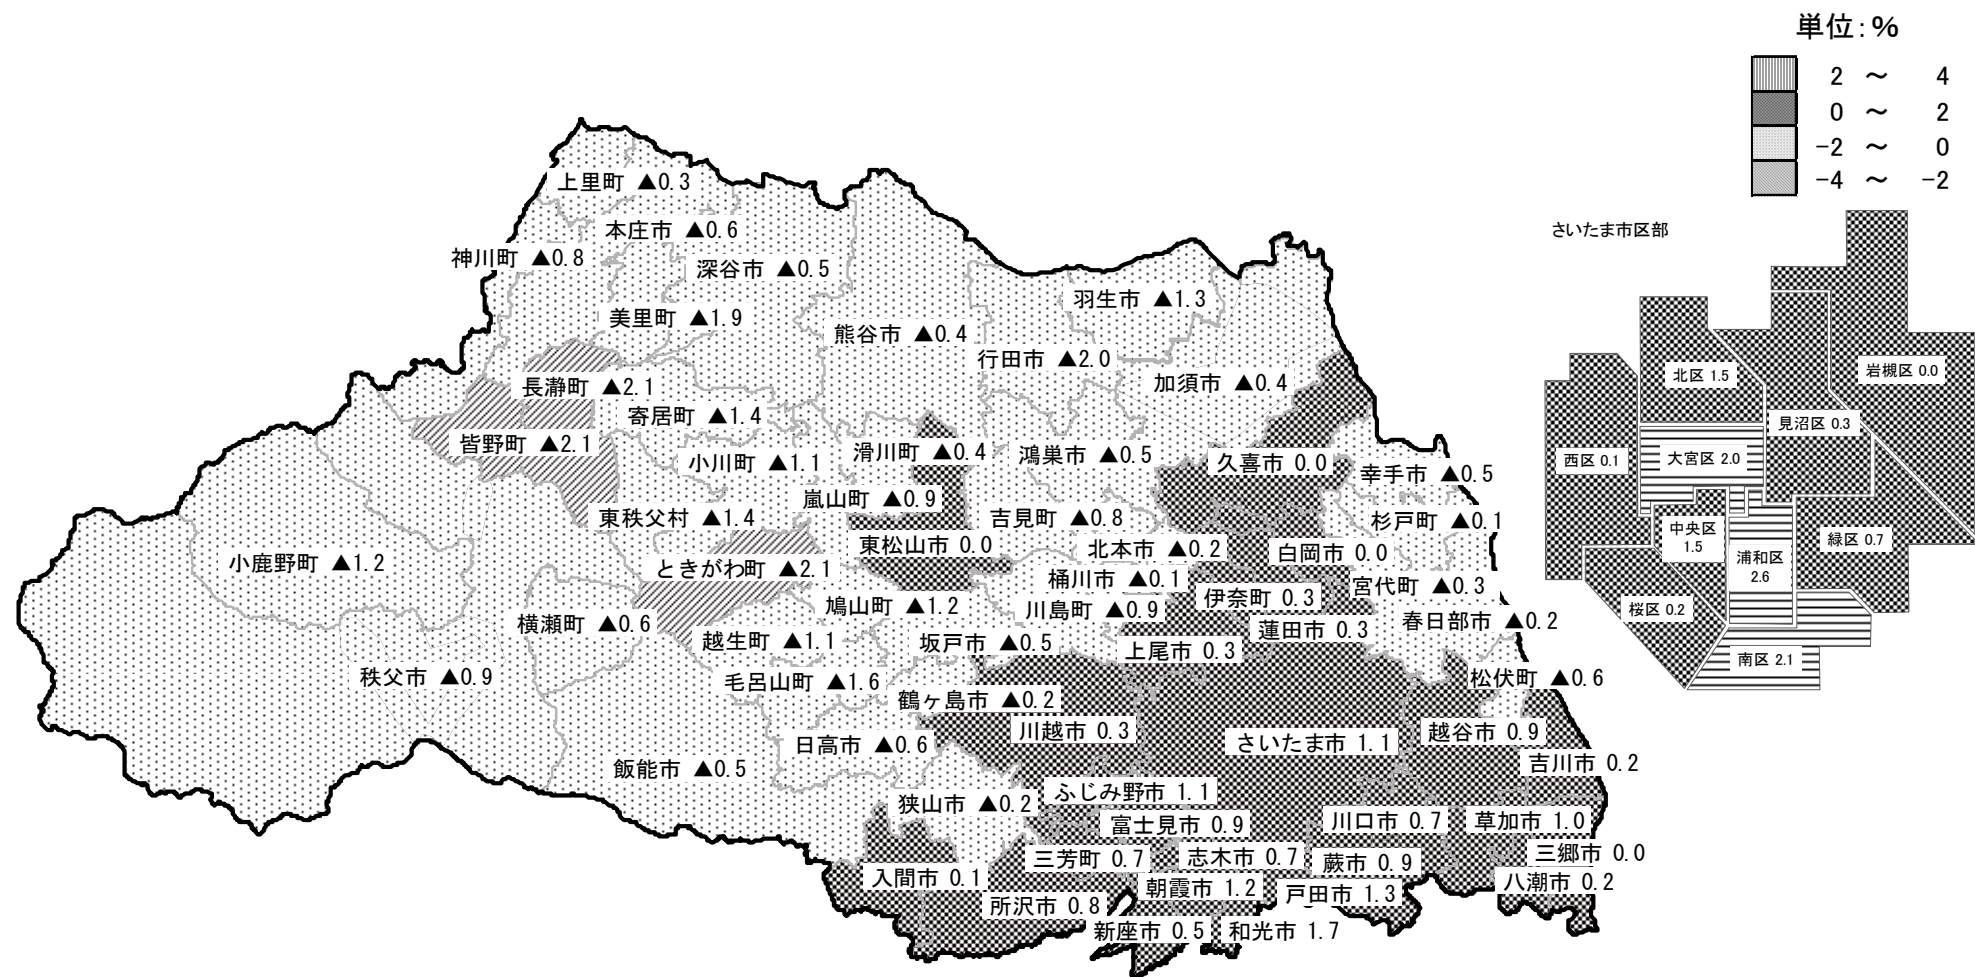 単位：%
2 ～ 4
0 ～ 2
-2 ～ 0
-4 ～ -2
さいたま市区部
上里町 ▲0.3
本庄市 ▲0.6
神川町 ▲0.8
深谷市 ▲0.5
美里町 ▲1.9
羽生市 ▲1.3
熊谷市 ▲0.4
行田市 ▲2.0
加須市 ▲0.4
長瀞町 ▲2.1
寄居町 ▲1.4
皆野町 ▲2.1
小川町 ▲1.1
滑川町 ▲0.4
鴻巣市 ▲0.5
久喜市 0.0
幸手市 ▲0.5
嵐山町 ▲0.9
東秩父村 ▲1.4
吉見町 ▲0.8
杉戸町 ▲0.1
東松山市 0.0
北本市 ▲0.2
白岡市 0.0
小鹿野町 ▲1.2
ときがわ町 ▲2.1
桶川市 ▲0.1
宮代町 ▲0.3
伊奈町 0.3
鳩山町 ▲1.2
川島町 ▲0.9
横瀬町 ▲0.6
春日部市 ▲0.2
蓮田市 0.3
越生町 ▲1.1
坂戸市 ▲0.5
上尾市 0.3
秩父市 ▲0.9
毛呂山町 ▲1.6
松伏町 ▲0.6
鶴ヶ島市 ▲0.2
川越市 0.3
越谷市 0.9
さいたま市 1.1
日高市 ▲0.6
吉川市 0.2
飯能市 ▲0.5
ふじみ野市 1.1
狭山市 ▲0.2
富士見市 0.9
川口市 0.7
草加市 1.0
三芳町 0.7
志木市 0.7
蕨市 0.9
三郷市 0.0
入間市 0.1
朝霞市 1.2
戸田市 1.3
八潮市 0.2
所沢市 0.8
新座市 0.5
和光市 1.7
岩槻区 0.0
北区 1.5
見沼区 0.3
西区 0.1
大宮区 2.0
中央区
1.5
緑区 0.7
浦和区
2.6
桜区 0.2
南区 2.1